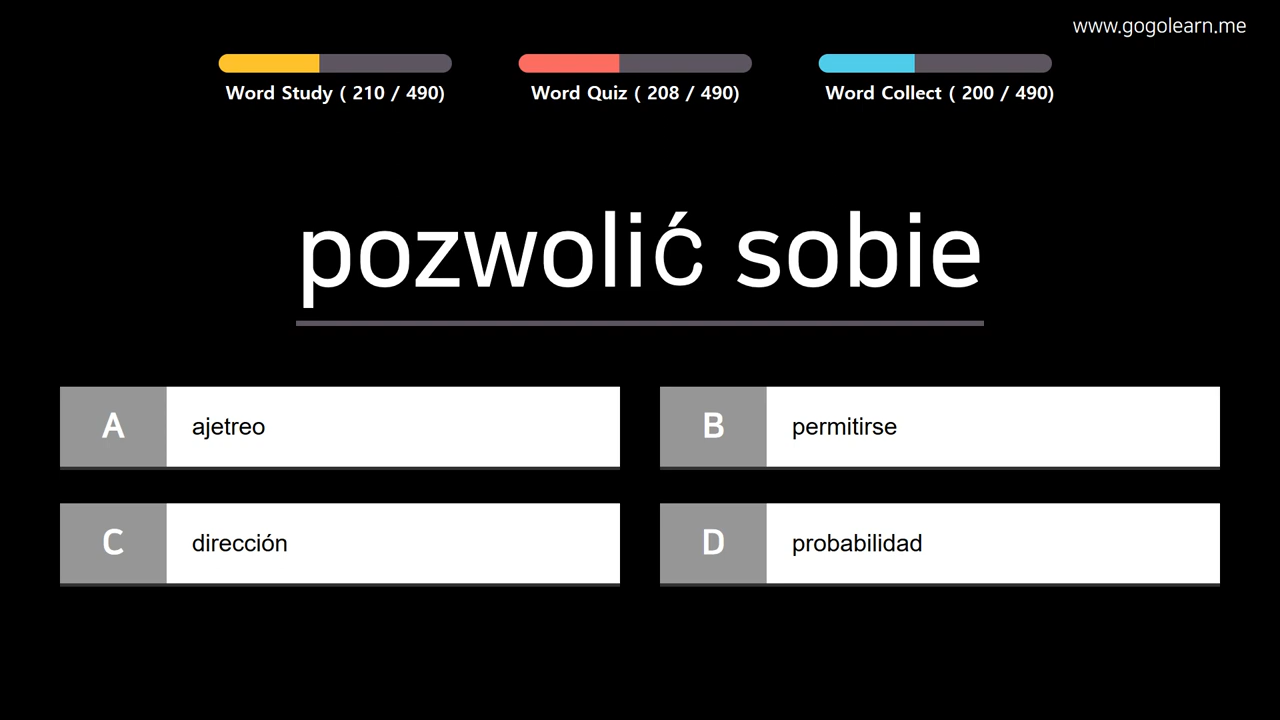 www.gogolearn.me
Word Study ( 210 / 490)
Word Quiz ( 208 / 490)
Word Collect ( 200 / 490)
pozwolić sobie
A ajetreo
B permitirse
C dirección
D probabilidad